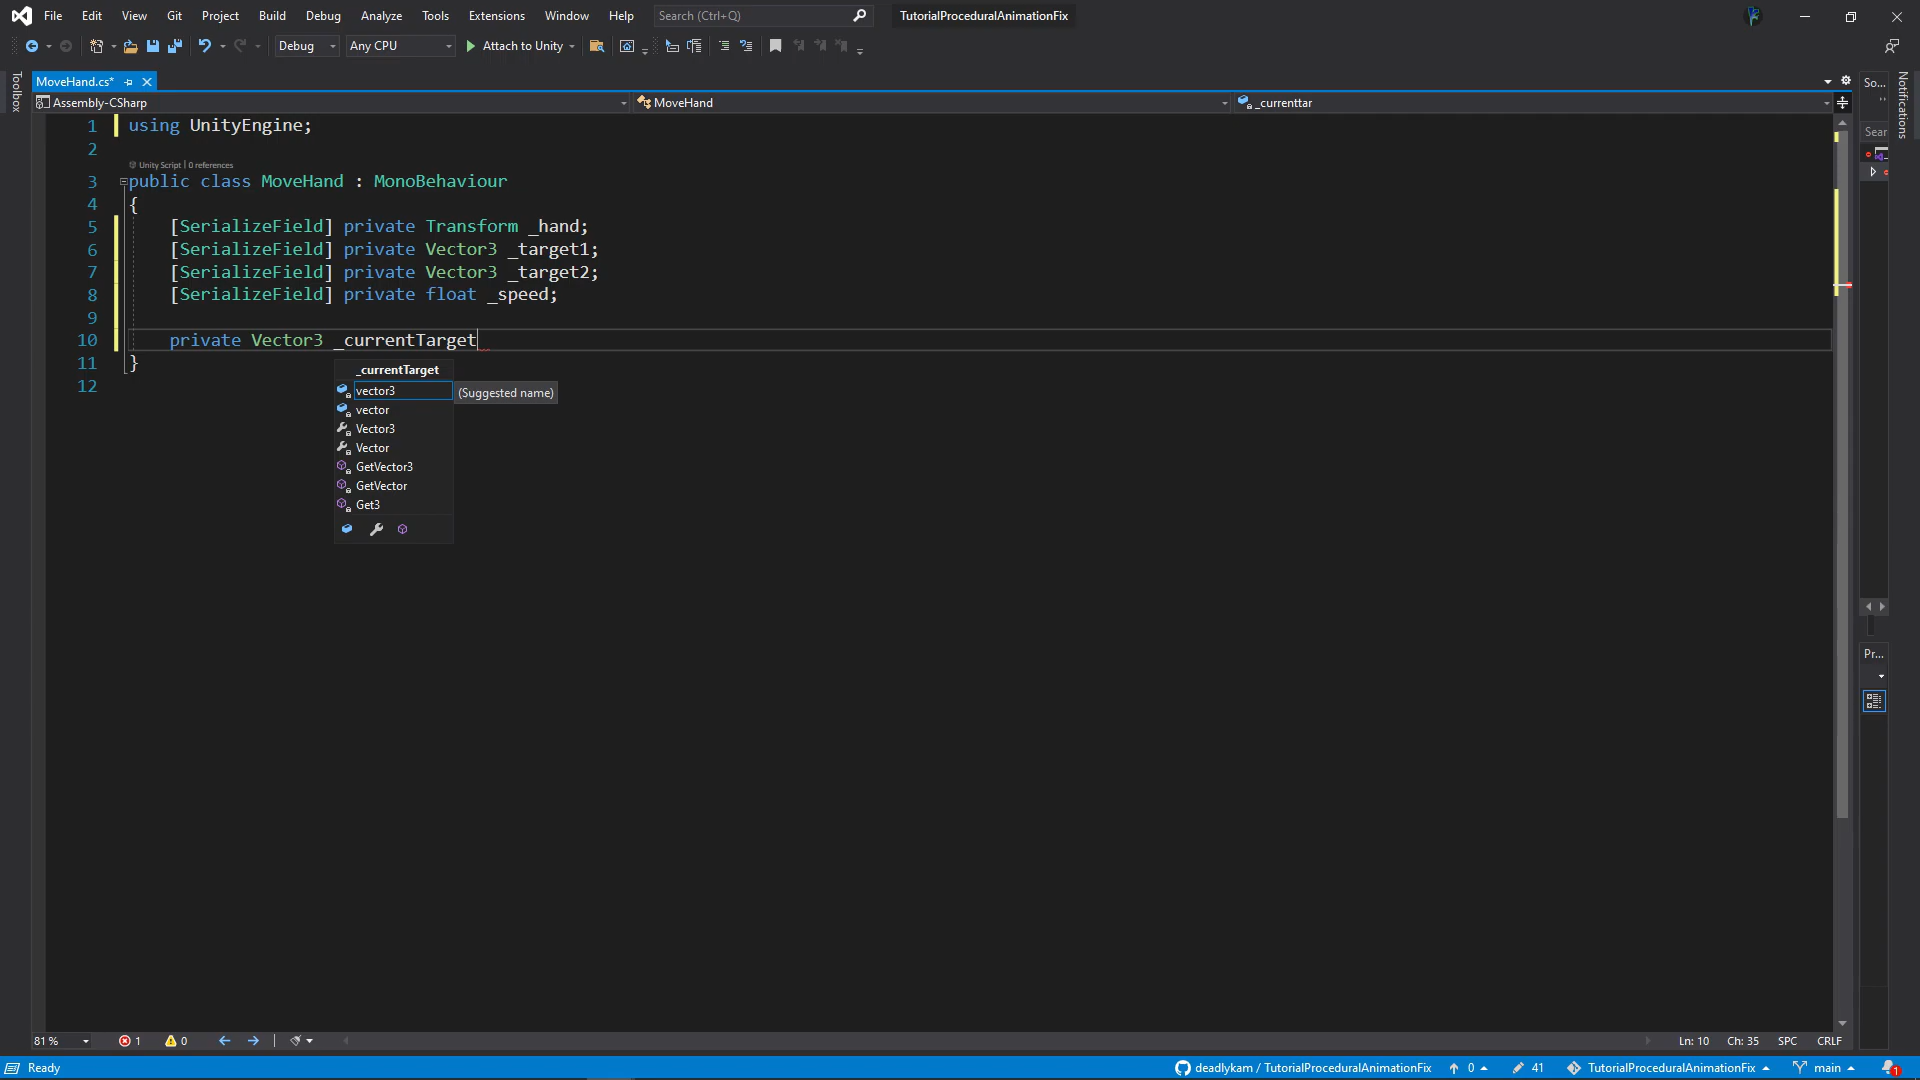 File Edit View Git Project Build Debug Analyze Tools Extensions Window Help Search (Ctrl+Q) TutorialProceduralAnimationFix
Debug Any CPU Attach to Unity
MoveHand.cs*
Assembly-CSharp MoveHand _currenttar
Toolbox
So...
Sear
Notifications
1 using UnityEngine;
2
Unity Script | 0 references
3 public class MoveHand : MonoBehaviour
4 {
5 [SerializeField] private Transform _hand;
6 [SerializeField] private Vector3 _target1;
7 [SerializeField] private Vector3 _target2;
8 [SerializeField] private float _speed;
9
10 private Vector3 _currentTarget
11 }
12
_currentTarget
vector3 (Suggested name)
vector
Vector3
Vector
GetVector3
GetVector
Get3
Pr...
81 % 1 0 Ln: 10 Ch: 35 SPC CRLF
Ready deadlykam / TutorialProceduralAnimationFix 0 41 TutorialProceduralAnimationFix main 1